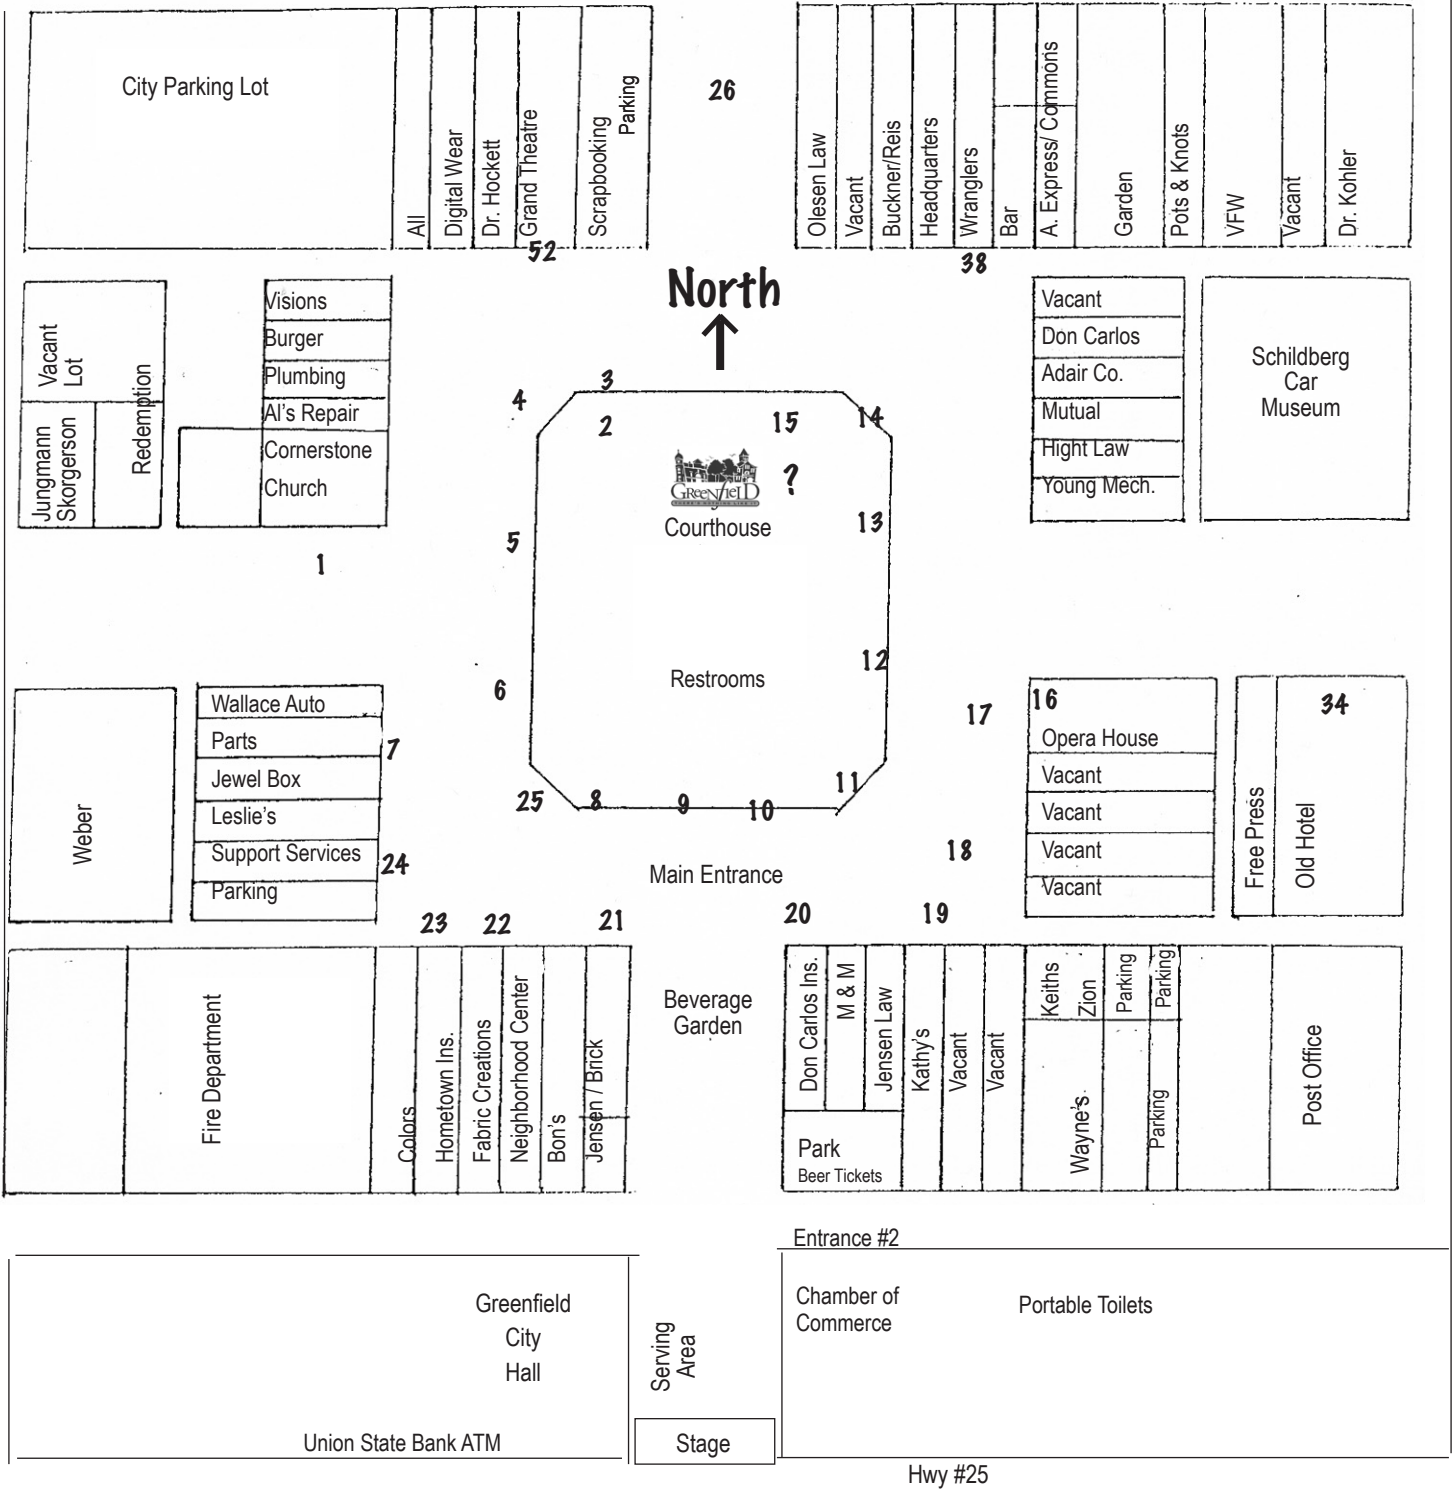 City Parking Lot
All
Digital Wear
Dr. Hockett
Grand Theatre
Scrapbooking
Parking
52
26
Olesen Law
Vacant
Buckner/Reis
Headquarters
Wranglers
Bar
A. Express/ Commons
Garden
Pots & Knots
VFW
Vacant
Dr. Kohler
38
North
Vacant
Lot
Redemption
Jungmann
Skorgerson
Visions
Burger
Plumbing
Al's Repair
Cornerstone
Church
1
4
3
2
15
14
?
GREENFIELD
Courthouse
5
13
12
Restrooms
6
25
8
9
10
11
Vacant
Don Carlos
Adair Co.
Mutual
Hight Law
Young Mech.
Schildberg
Car
Museum
Weber
Wallace Auto
Parts
7
Jewel Box
Leslie's
Support Services
24
Parking
Main Entrance
17
18
16
Opera House
Vacant
Vacant
Vacant
Vacant
Free Press
34
Old Hotel
23
22
21
20
19
Fire Department
Colors
Hometown Ins.
Fabric Creations
Neighborhood Center
Bon's
Jensen / Brick
Beverage
Garden
Don Carlos Ins.
M & M
Jensen Law
Park
Beer Tickets
Kathy's
Vacant
Vacant
Keiths
Zion
Wayne's
Parking
Parking
Parking
Post Office
Entrance #2
Greenfield
City
Hall
Union State Bank ATM
Serving
Area
Stage
Chamber of
Commerce
Portable Toilets
Hwy #25